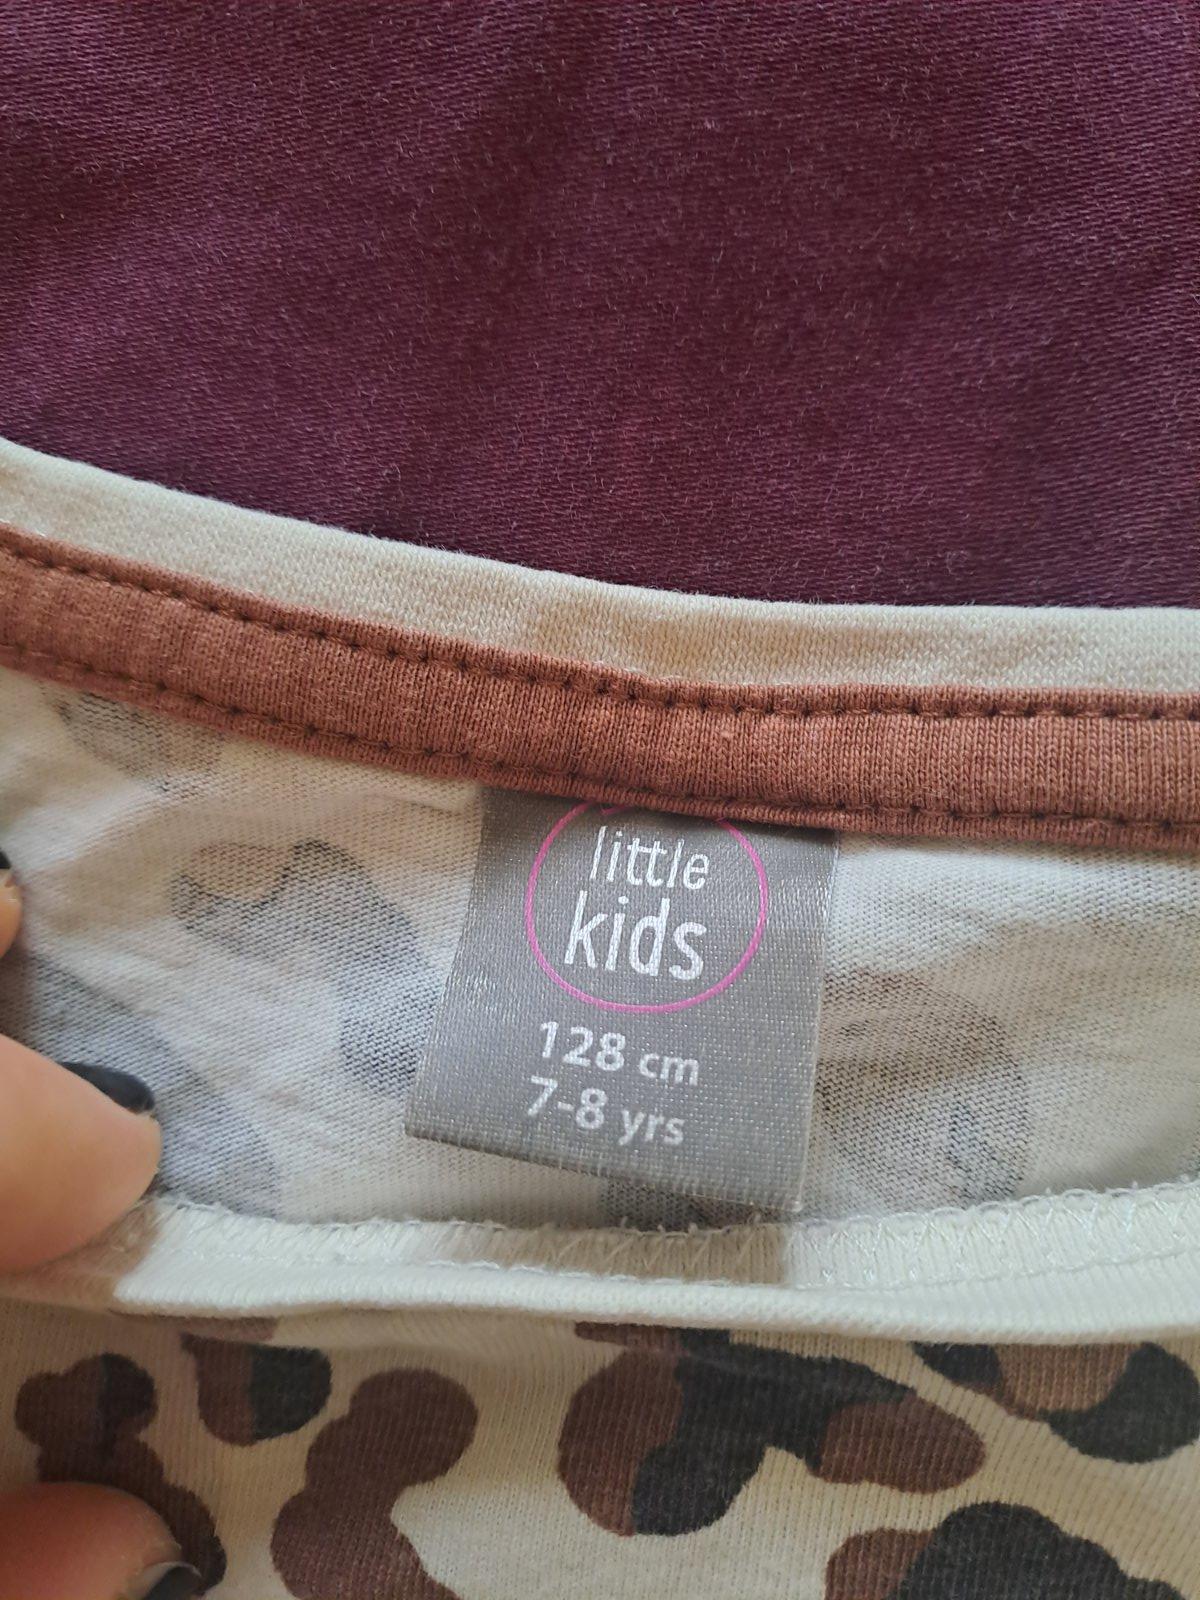 little
kids
128 cm
7-8 yrs